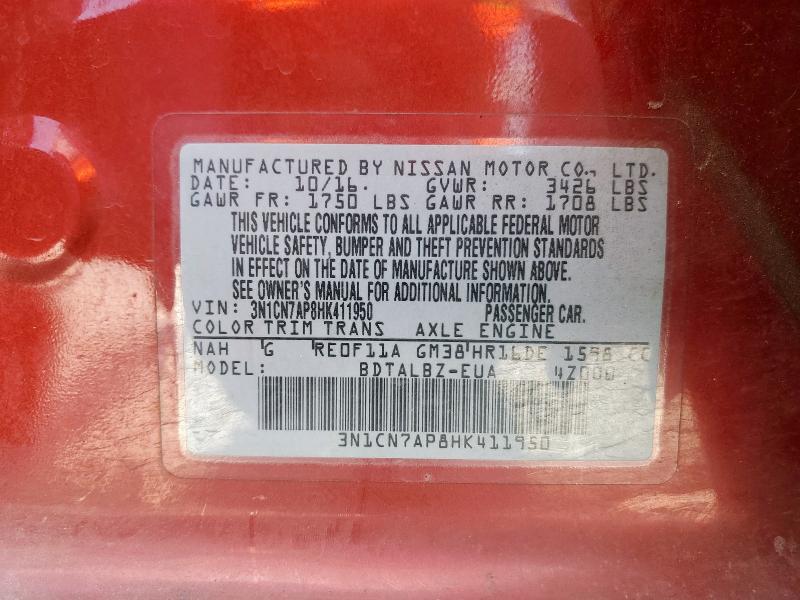 MANUFACTURED BY NISSAN MOTOR CO., LTD.
DATE: 10/16. GVWR: 3426 LBS
GAWR FR: 1750 LBS GAWR RR: 1708 LBS
THIS VEHICLE CONFORMS TO ALL APPLICABLE FEDERAL MOTOR
VEHICLE SAFETY, BUMPER AND THEFT PREVENTION STANDARDS
IN EFFECT ON THE DATE OF MANUFACTURE SHOWN ABOVE.
SEE OWNER'S MANUAL FOR ADDITIONAL INFORMATION.
VIN: 3N1CN7AP8HK411950 PASSENGER CAR.
COLOR TRIM TRANS AXLE ENGINE
NAH G RE0F11A GM38 HR16DE 1598 CC
MODEL: BDTALBZ-EUA
3N1CN7AP8HK411950